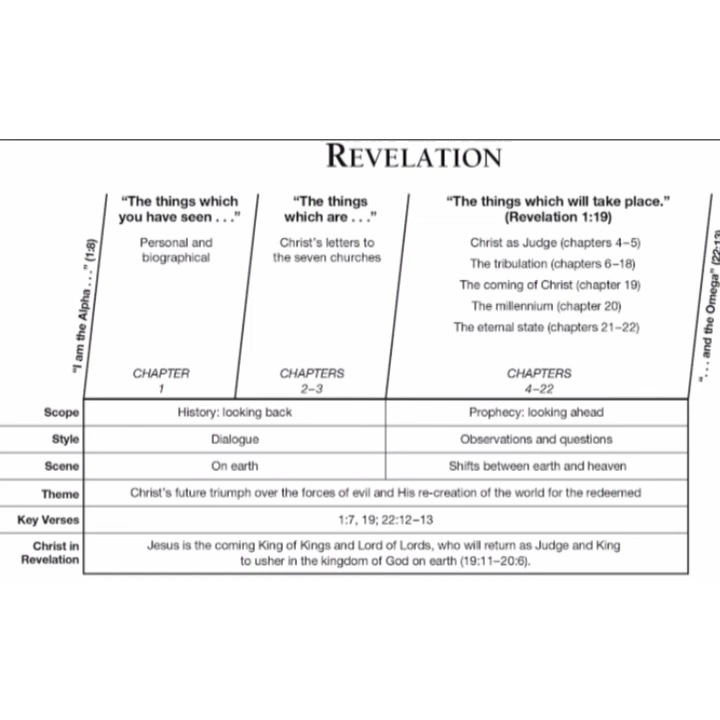 REVELATION
"I am the Alpha . . ." (1:8)
"The things which
you have seen . . ."
Personal and
biographical
CHAPTER
1
"The things
which are . . ."
Christ's letters to
the seven churches
CHAPTERS
2–3
"The things which will take place."
(Revelation 1:19)
Christ as Judge (chapters 4–5)
The tribulation (chapters 6–18)
The coming of Christ (chapter 19)
The millennium (chapter 20)
The eternal state (chapters 21–22)
CHAPTERS
4–22
". . . and the Omega" (22:13)
Scope History: looking back Prophecy: looking ahead
Style Dialogue Observations and questions
Scene On earth Shifts between earth and heaven
Theme Christ's future triumph over the forces of evil and His re-creation of the world for the redeemed
Key Verses 1:7, 19; 22:12–13
Christ in Jesus is the coming King of Kings and Lord of Lords, who will return as Judge and King
Revelation to usher in the kingdom of God on earth (19:11–20:6).